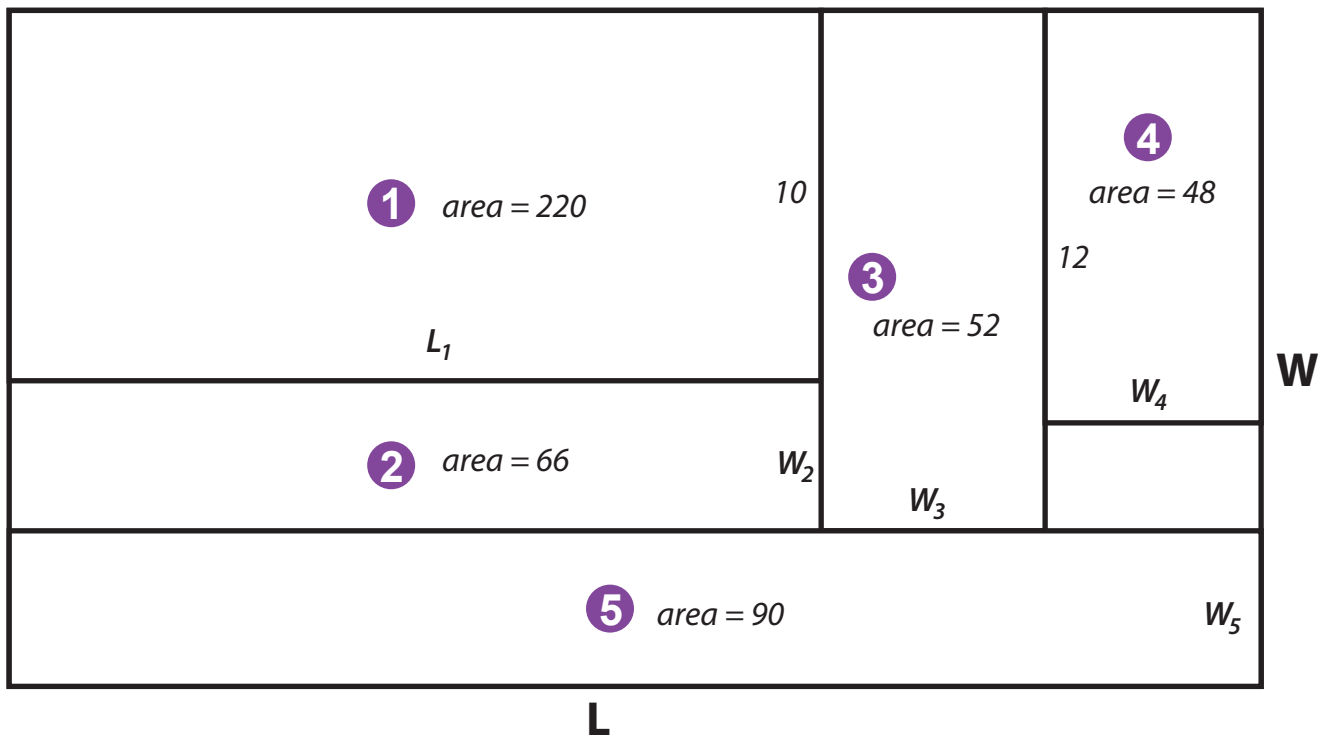 1 area = 220
10
L₁
2 area = 66
W₂
3
area = 52
W₃
4
area = 48
12
W₄
W
5 area = 90
W₅
L